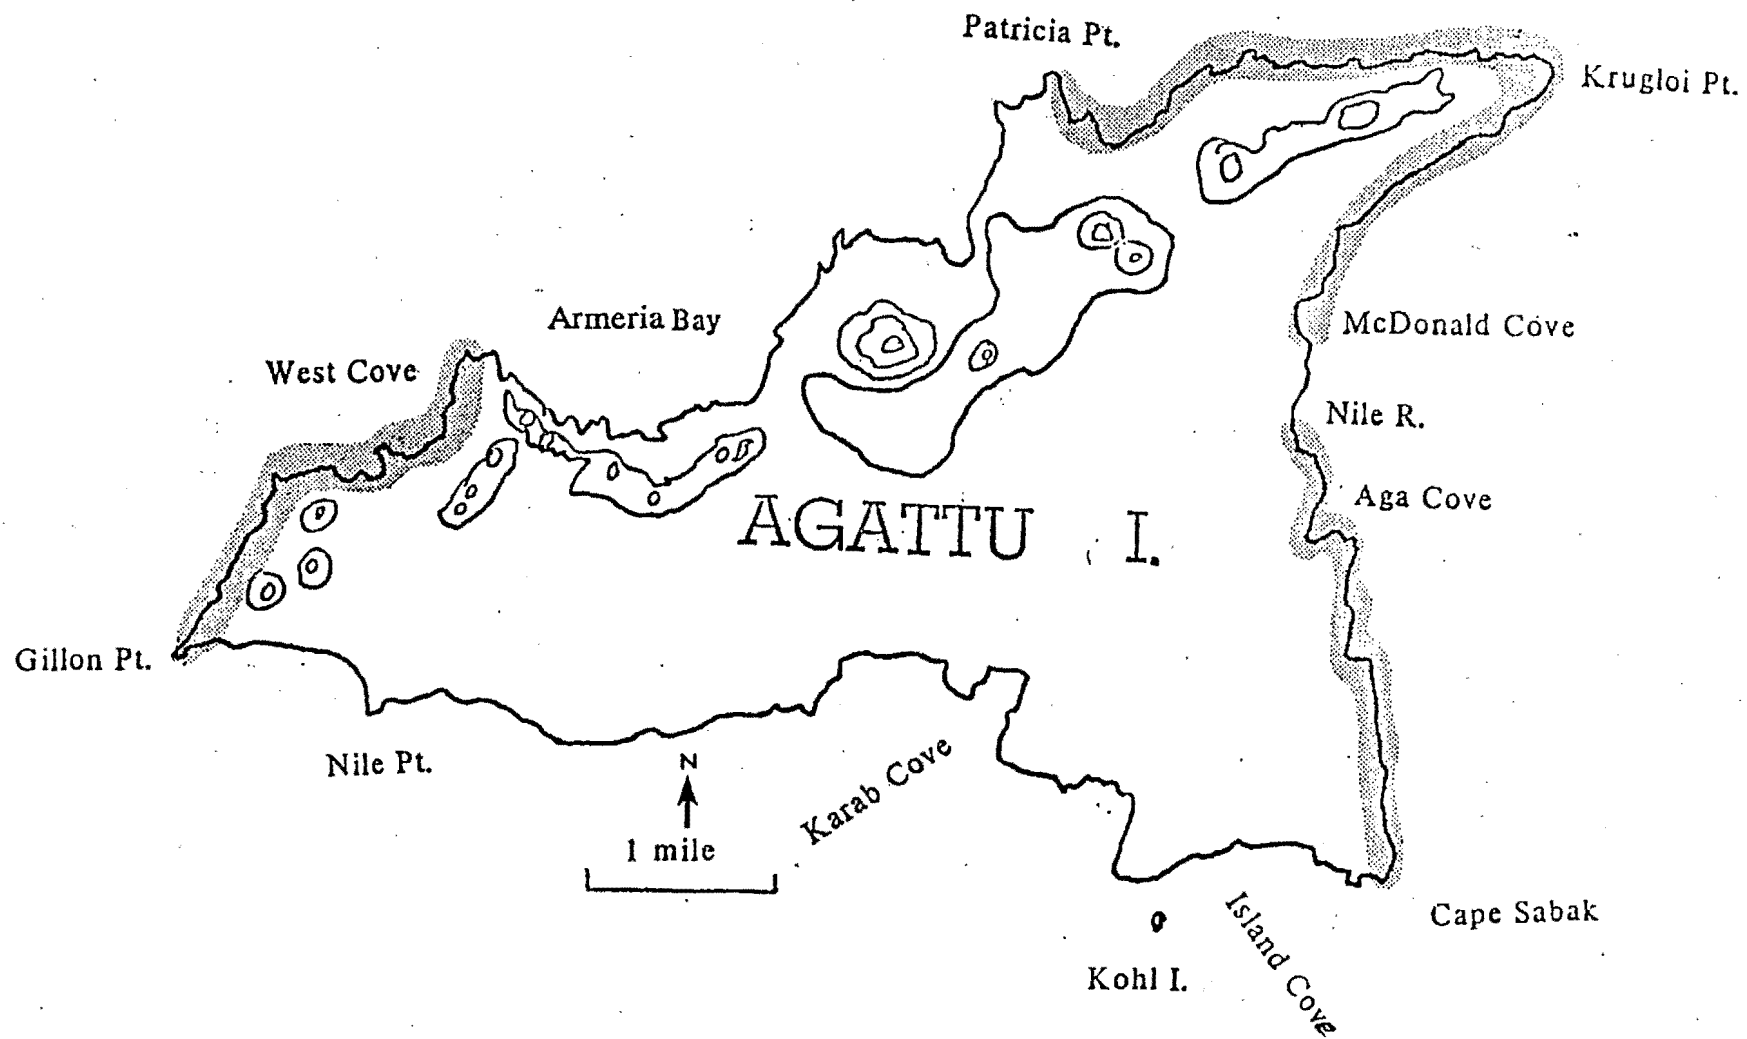 Patricia Pt.
Krugloi Pt.
Armeria Bay
McDonald Cove
West Cove
Nile R.
Aga Cove
AGATTU I.
Gillon Pt.
Nile Pt.
N
Karab Cove
1 mile
Island Cove
Cape Sabak
Kohl I.